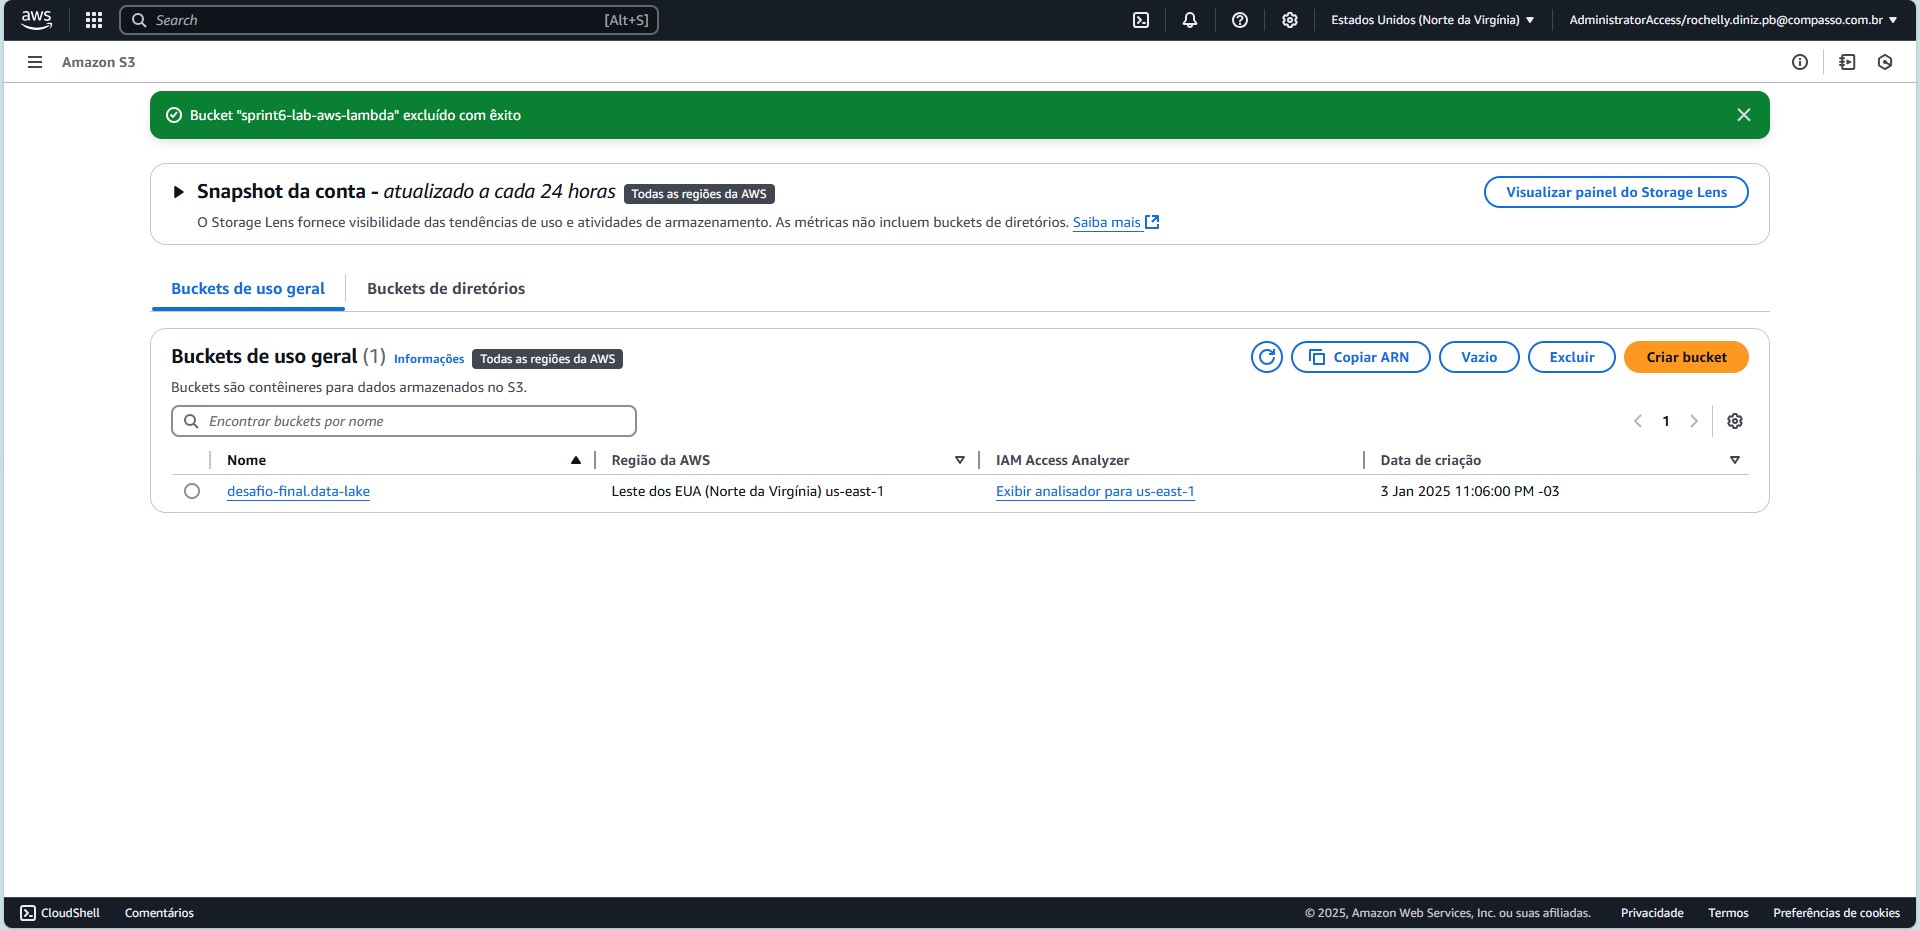 aws
Search [Alt+S]
Estados Unidos (Norte da Virgínia)
AdministratorAccess/rochelly.diniz.pb@compasso.com.br
Amazon S3
Bucket "sprint6-lab-aws-lambda" excluído com êxito
Snapshot da conta - atualizado a cada 24 horas Todas as regiões da AWS
Visualizar painel do Storage Lens
O Storage Lens fornece visibilidade das tendências de uso e atividades de armazenamento. As métricas não incluem buckets de diretórios. Saiba mais
Buckets de uso geral
Buckets de diretórios
Buckets de uso geral (1) Informações Todas as regiões da AWS
Copiar ARN
Vazio
Excluir
Criar bucket
Buckets são contêineres para dados armazenados no S3.
Encontrar buckets por nome
1
Nome Região da AWS IAM Access Analyzer Data de criação
desafio-final.data-lake Leste dos EUA (Norte da Virgínia) us-east-1 Exibir analisador para us-east-1 3 Jan 2025 11:06:00 PM -03
CloudShell Comentários © 2025, Amazon Web Services, Inc. ou suas afiliadas. Privacidade Termos Preferências de cookies